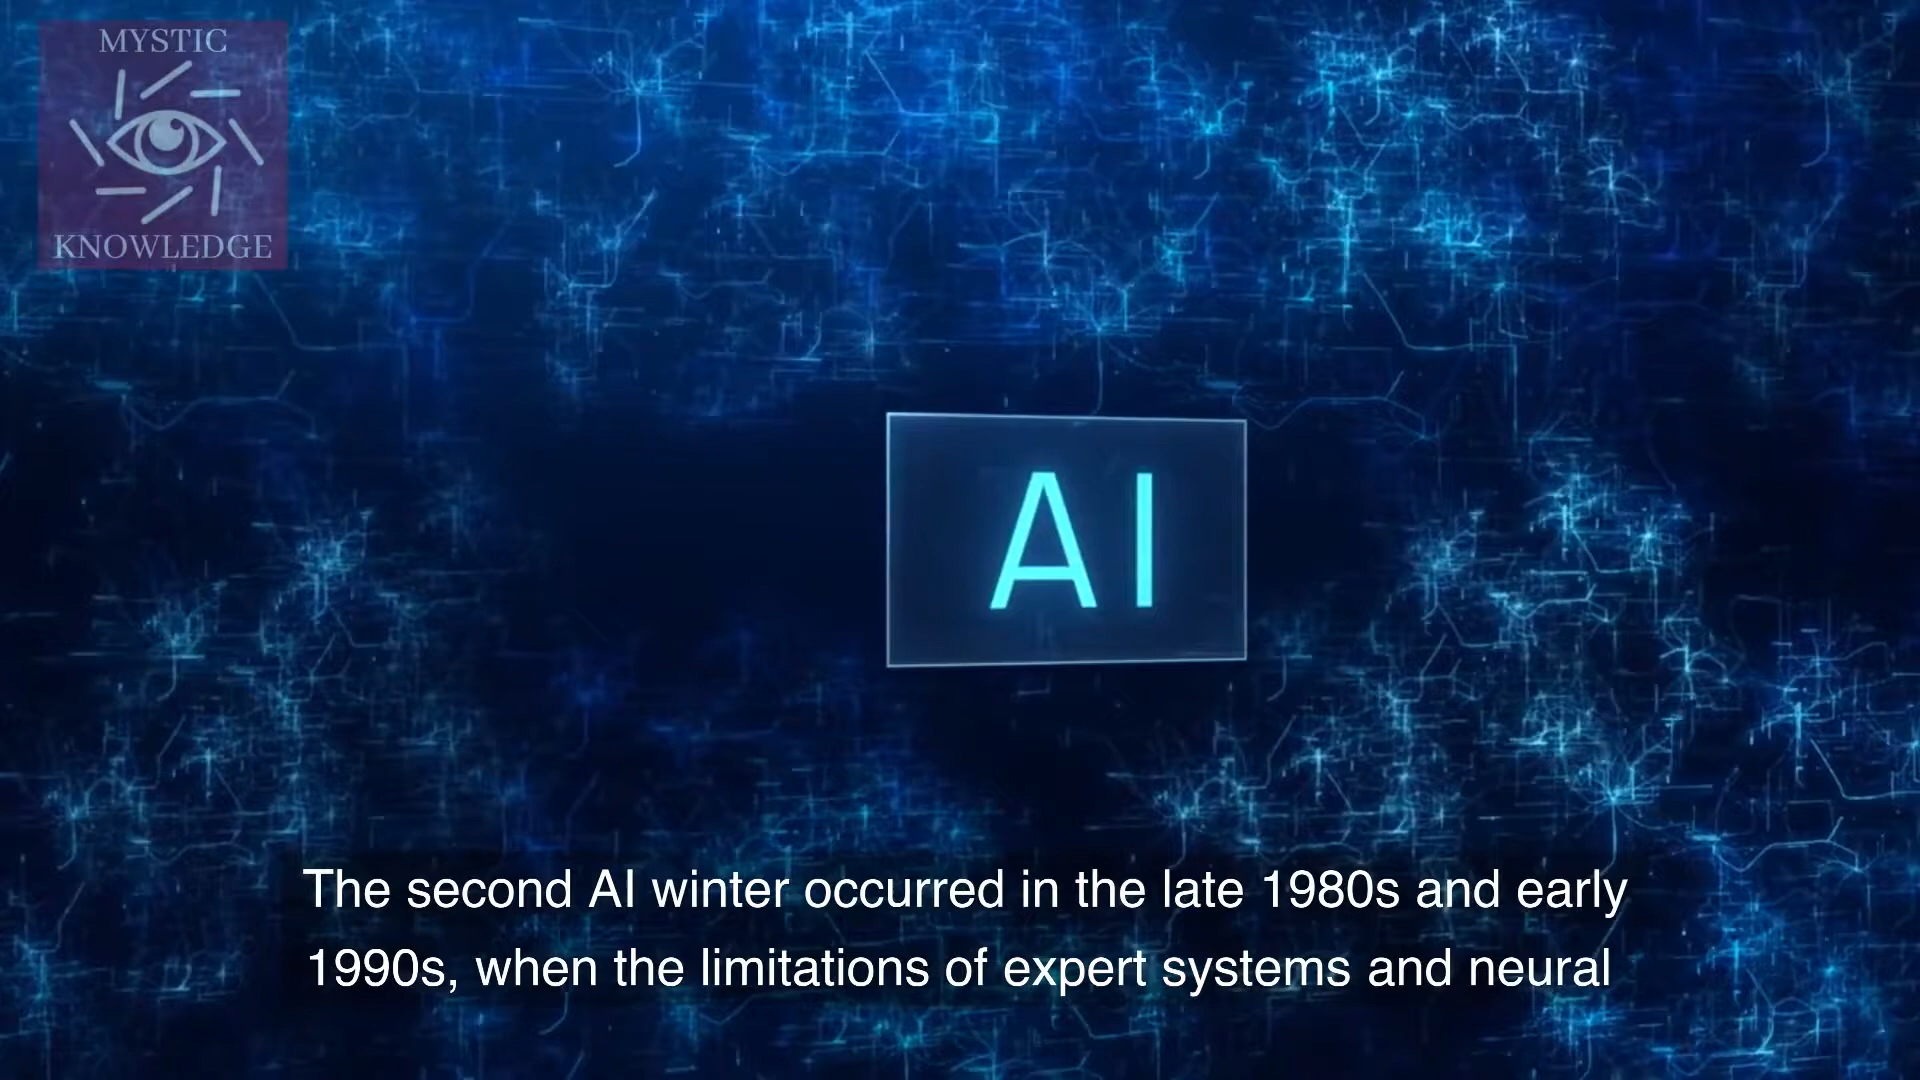 MYSTIC
KNOWLEDGE
AI
The second AI winter occurred in the late 1980s and early
1990s, when the limitations of expert systems and neural